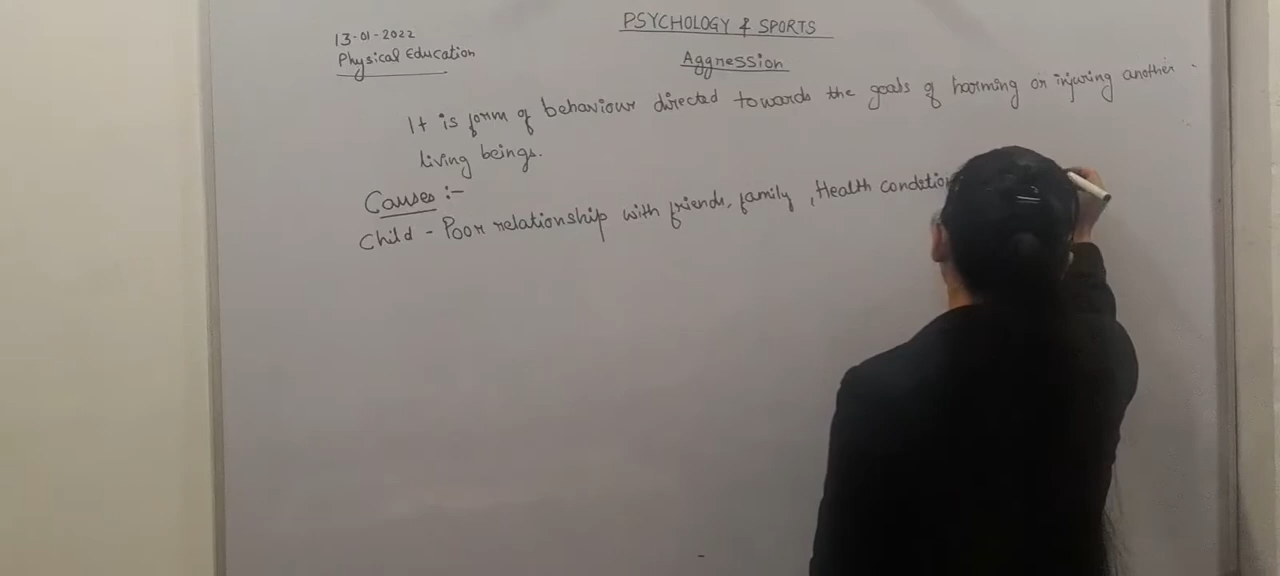 13-01-2022
Physical Education
PSYCHOLOGY & SPORTS
Aggression
It is form of behaviour directed towards the goals of harming or injuring another
living beings.
Causes :-
Child - Poor relationship with friends, family, Health condition